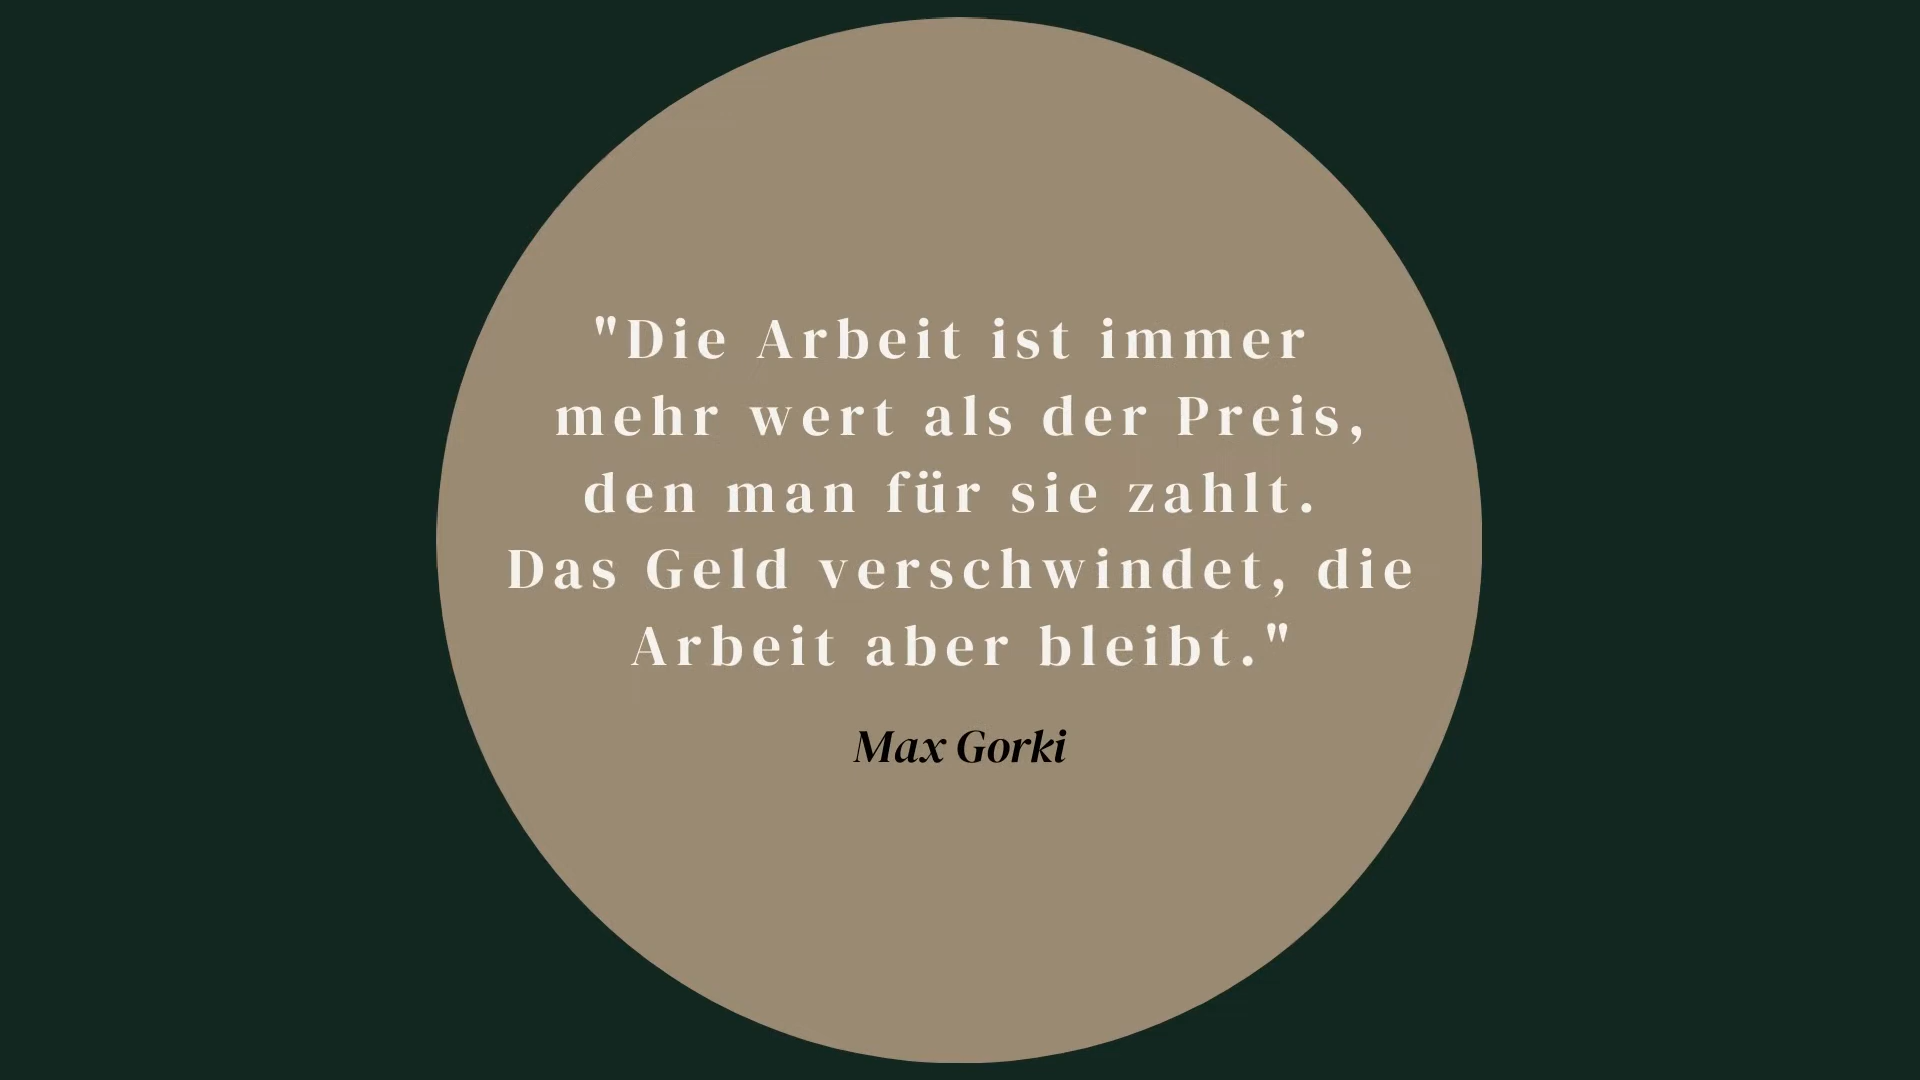 "Die Arbeit ist immer
mehr wert als der Preis,
den man für sie zahlt.
Das Geld verschwindet, die
Arbeit aber bleibt."
Max Gorki